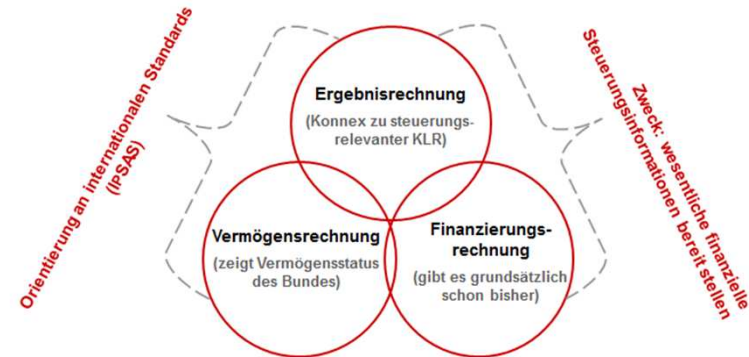 Orientierung an internationalen Standards
(IPSAS)
Ergebnisrechnung
(Konnex zu steuerungs-
relevanter KLR)
Vermögensrechnung
(zeigt Vermögensstatus
des Bundes)
Finanzierungs-
rechnung
(gibt es grundsätzlich
schon bisher)
Zweck: wesentliche finanzielle
Steuerungsinformationen bereit stellen